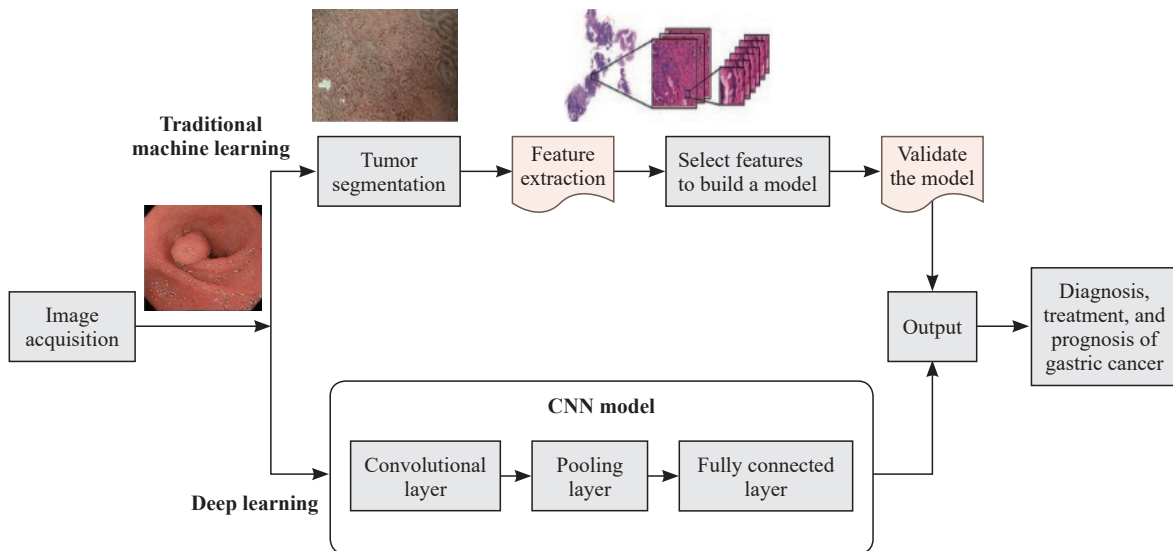 Traditional
machine learning
Tumor
segmentation
Feature
extraction
Select features
to build a model
Validate
the model
Image
acquisition
Output
Diagnosis,
treatment, and
prognosis of
gastric cancer
CNN model
Convolutional
layer
Pooling
layer
Fully connected
layer
Deep learning